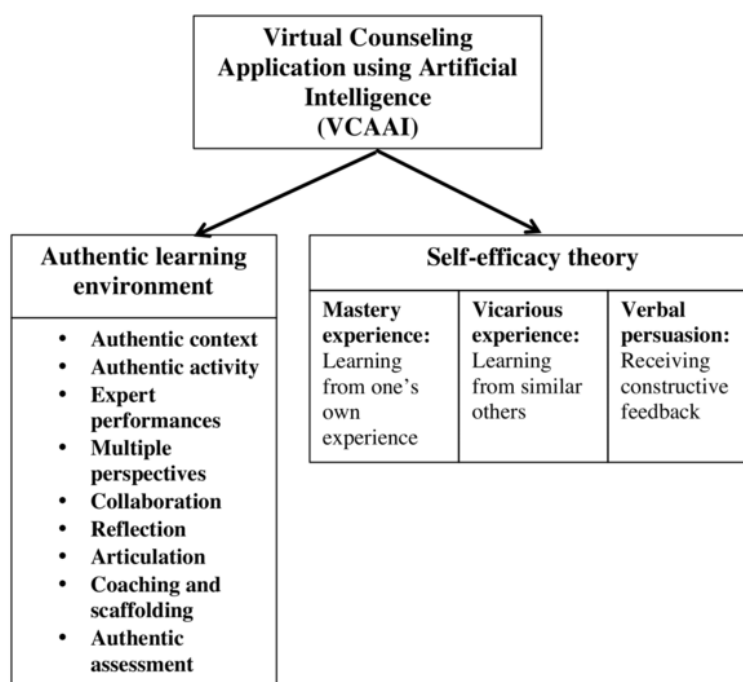 Virtual Counseling
Application using Artificial
Intelligence
(VCAAI)
Authentic learning
environment
• Authentic context
• Authentic activity
• Expert
performances
• Multiple
perspectives
• Collaboration
• Reflection
• Articulation
• Coaching and
scaffolding
• Authentic
assessment
Self-efficacy theory
Mastery
experience:
Learning
from one's
own
experience
Vicarious
experience:
Learning
from similar
others
Verbal
persuasion:
Receiving
constructive
feedback